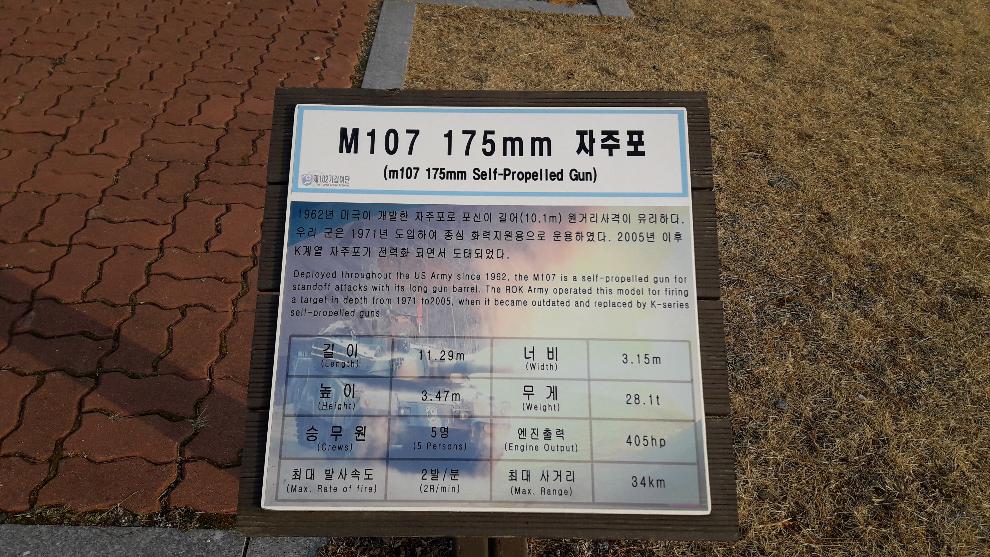 M107 175mm 자주포
(m107 175mm Self-Propelled Gun)
제102기갑여단
1962년 미국이 개발한 자주포로 포신이 길어(10.1m) 원거리사격이 유리하다.
우리 군은 1971년 도입하여 종심 화력지원용으로 운용하였다. 2005년 이후
K계열 자주포가 전력화 되면서 도태되었다.
Deployed throughout the US Army since 1962, the M107 is a self-propelled gun for
standoff attacks with its long gun barrel. The ROK Army operated this model for firing
a target in depth from 1971 to2005, when it became outdated and replaced by K-series
self-propelled guns
길 이 11.29m 너 비 3.15m
(Length) (Width)
높 이 3.47m 무 게 28.1t
(Height) (Weight)
승 무 원 5명 엔진출력 405hp
(Crews) (5 Persons) (Engine Output)
최대 발사속도 2발/분 최대 사거리 34km
(Max. Rate of fire) (2R/min) (Max. Range)